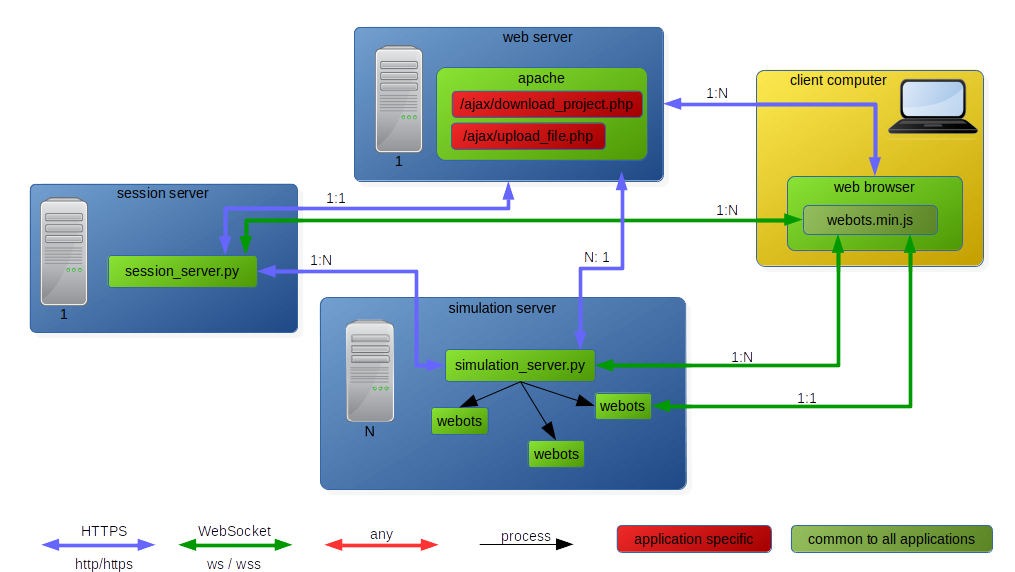 web server
apache
/ajax/download_project.php
/ajax/upload_file.php
1
client computer
1:N
web browser
webots.min.js
session server
1:1
1:N
session_server.py
1:N
1
N: 1
simulation server
simulation_server.py
1:N
webots
webots
webots
1:1
N
HTTPS
http/https
WebSocket
ws / wss
any
process
application specific
common to all applications